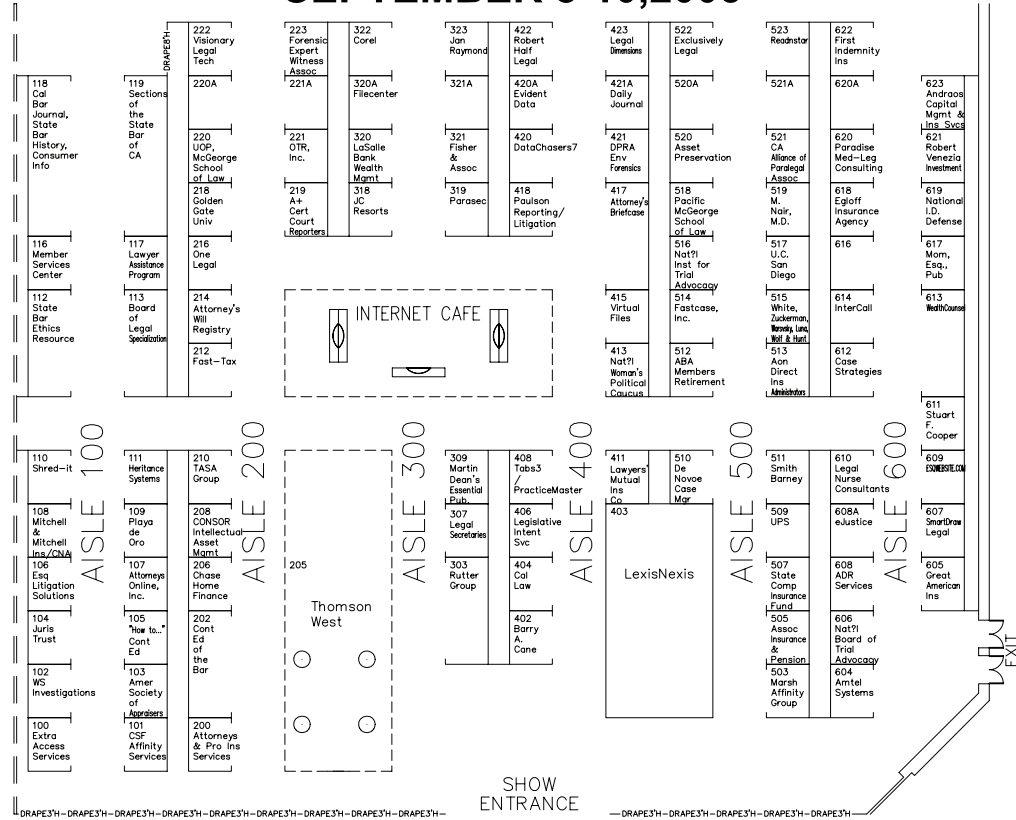 SEPTEMBER
DRAPE8'H
222
Visionary
Legal
Tech
223
Forensic
Expert
Witness
Assoc
322
Corel
323
Jan
Raymond
422
Robert
Half
Legal
423
Legal
Dimensions
522
Exclusively
Legal
523
Readnstar
622
First
Indemnity
Ins
118
Cal
Bar
Journal,
State
Bar
History,
Consumer
Info
119
Sections
of
the
State
Bar
of
CA
220A
221A
320A
Filecenter
321A
420A
Evident
Data
421A
Daily
Journal
520A
521A
620A
623
Andraos
Capital
Mgmt &
Ins Svcs
220
UOP,
McGeorge
School
of Law
221
OTR,
Inc.
320
LaSalle
Bank
Wealth
Mgmt
321
Fisher
&
Assoc
420
DataChasers7
421
DPRA
Env
Forensics
520
Asset
Preservation
521
CA
Alliance of
Paralegal
Assoc
620
Paradise
Med-Leg
Consulting
621
Robert
Venezia
Investment
218
Golden
Gate
Univ
219
A+
Cert
Court
Reporters
318
JC
Resorts
319
Parasec
418
Paulson
Reporting/
Litigation
417
Attorney's
Briefcase
518
Pacific
McGeorge
School
of Law
519
M.
Nair,
M.D.
618
Egloff
Insurance
Agency
619
National
I.D.
Defense
116
Member
Services
Center
117
Lawyer
Assistance
Program
216
One
Legal
516
Nat?l
Inst for
Trial
Advocacy
517
U.C.
San
Diego
616
617
Mom,
Esq.,
Pub
112
State
Bar
Ethics
Resource
113
Board
of
Legal
Specialization
214
Attorney's
Will
Registry
INTERNET CAFE
415
Virtual
Files
514
Fastcase,
Inc.
515
White,
Zuckerman,
Warsavsky, Luna,
Wolf & Hunt
614
InterCall
613
WealthCounsel
212
Fast-Tax
413
Nat?l
Woman's
Political
Caucus
512
ABA
Members
Retirement
513
Aon
Direct
Ins
Administrators
612
Case
Strategies
611
Stuart
F.
Cooper
AISLE 100
AISLE 200
AISLE 300
AISLE 400
AISLE 500
AISLE 600
110
Shred-it
111
Heritance
Systems
210
TASA
Group
309
Martin
Dean's
Essential
Pub.
408
Tabs3
/
PracticeMaster
411
Lawyers'
Mutual
Ins
Co
510
De
Novoe
Case
Mgr
511
Smith
Barney
610
Legal
Nurse
Consultants
609
ESQWEBSITE.COM
108
Mitchell
&
Mitchell
Ins/CNA
109
Playa
de
Oro
208
CONSOR
Intellectual
Asset
Mgmt
307
Legal
Secretaries
406
Legislative
Intent
Svc
403
LexisNexis
509
UPS
608A
eJustice
607
SmartDraw
Legal
106
Esq
Litigation
Solutions
107
Attorneys
Online,
Inc.
206
Chase
Home
Finance
205
Thomson
West
303
Rutter
Group
404
Cal
Law
507
State
Comp
Insurance
Fund
608
ADR
Services
605
Great
American
Ins
104
Juris
Trust
105
"How to..."
Cont
Ed
202
Cont
Ed
of
the
Bar
402
Barry
A.
Cane
505
Assoc
Insurance
&
Pension
606
Nat?l
Board of
Trial
Advocacy
EXIT
102
WS
Investigations
103
Amer
Society
of
Appraisers
503
Marsh
Affinity
Group
604
Amtel
Systems
100
Extra
Access
Services
101
CSF
Affinity
Services
200
Attorneys
& Pro Ins
Services
SHOW
ENTRANCE
DRAPE3'H-DRAPE3'H-DRAPE3'H-DRAPE3'H-DRAPE3'H-DRAPE3'H-DRAPE3'H-DRAPE3'H-DRAPE3'H-
-DRAPE3'H-DRAPE3'H-DRAPE3'H-DRAPE3'H-DRAPE3'H-